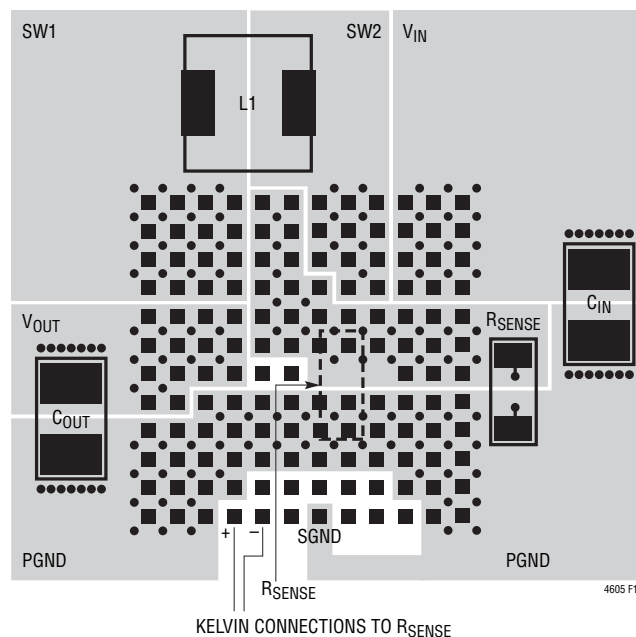 SW1
SW2
VIN
L1
CIN
VOUT
RSENSE
COUT
+
–
SGND
PGND
PGND
RSENSE
4605 F1
KELVIN CONNECTIONS TO RSENSE